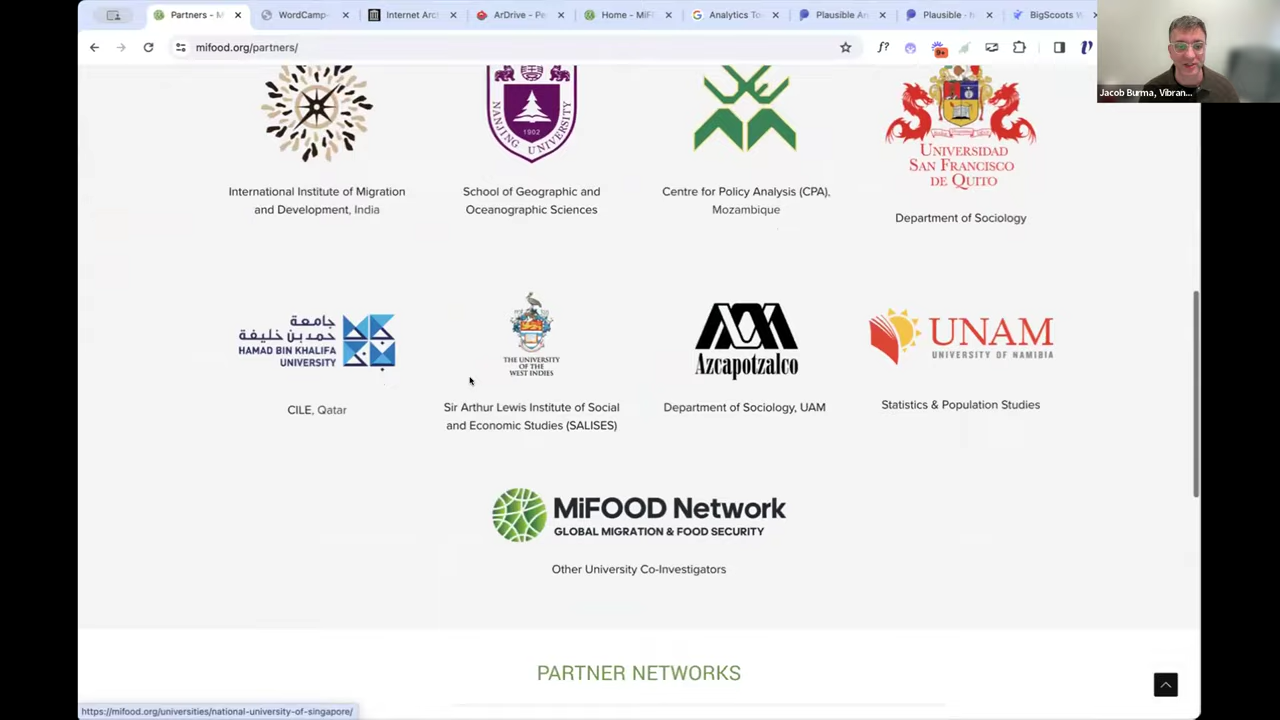 Partners - M
WordCamp-
Internet Arc
ArDrive - Pe
Home - MiF
Analytics To
Plausible An
Plausible - 
BigScoots W
mifood.org/partners/
f?
9+
Jacob Burma, Vibran...
1902
NANJING UNIVERSITY
UNIVERSIDAD
SAN FRANCISCO
DE QUITO
International Institute of Migration
and Development, India
School of Geographic and
Oceanographic Sciences
Centre for Policy Analysis (CPA),
Mozambique
Department of Sociology
جامعة
حمد بن خليفة
HAMAD BIN KHALIFA
UNIVERSITY
THE UNIVERSITY
OF THE
WEST INDIES
Azcapotzalco
UNAM
UNIVERSITY OF NAMIBIA
CILE, Qatar
Sir Arthur Lewis Institute of Social
and Economic Studies (SALISES)
Department of Sociology, UAM
Statistics & Population Studies
MiFOOD Network
GLOBAL MIGRATION & FOOD SECURITY
Other University Co-Investigators
PARTNER NETWORKS
https://mifood.org/universities/national-university-of-singapore/